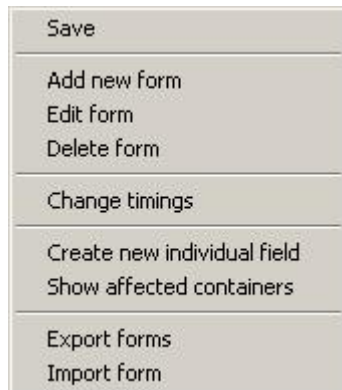 Save
Add new form
Edit form
Delete form
Change timings
Create new individual field
Show affected containers
Export forms
Import form